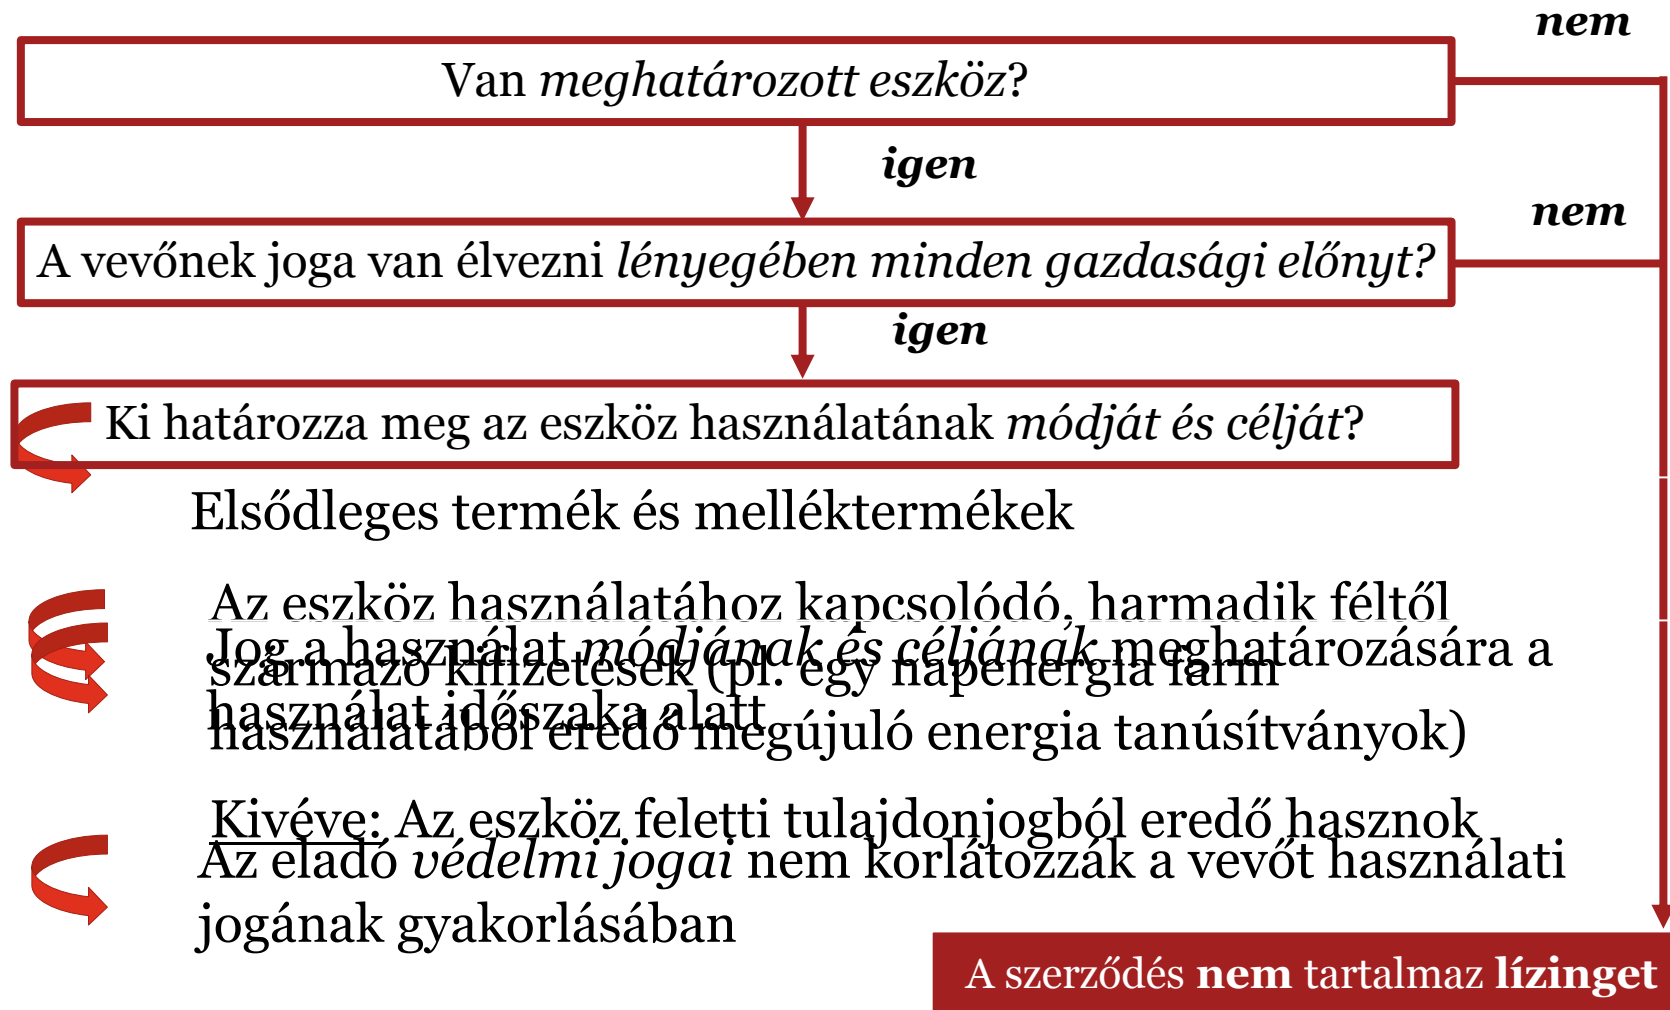 nem
Van meghatározott eszköz?
igen
nem
A vevőnek joga van élvezni lényegében minden gazdasági előnyt?
igen
Ki határozza meg az eszköz használatának módját és célját?
Elsődleges termék és melléktermékek
Az eszköz használatához kapcsolódó, harmadik féltől
származó kifizetések (pl. egy napenergia farm
használatából eredő megújuló energia tanúsítványok)
Jog a használat módjának és céljának meghatározására a
használat időszaka alatt
Kivéve: Az eszköz feletti tulajdonjogból eredő hasznok
Az eladó védelmi jogai nem korlátozzák a vevőt használati
jogának gyakorlásában
A szerződés nem tartalmaz lízinget